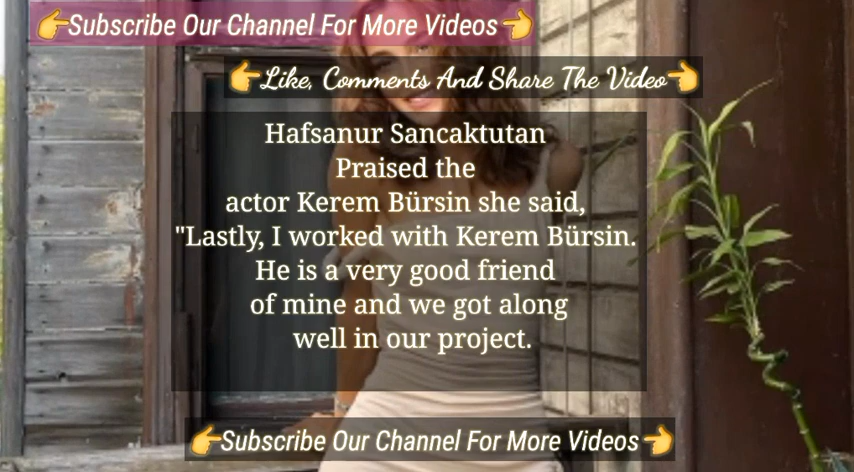 👉Subscribe Our Channel For More Videos👈
👉Like, Comments And Share The Video👈
Hafsanur Sancaktutan
Praised the
actor Kerem Bürsin she said,
"Lastly, I worked with Kerem Bürsin.
He is a very good friend
of mine and we got along
well in our project.
👉Subscribe Our Channel For More Videos👈